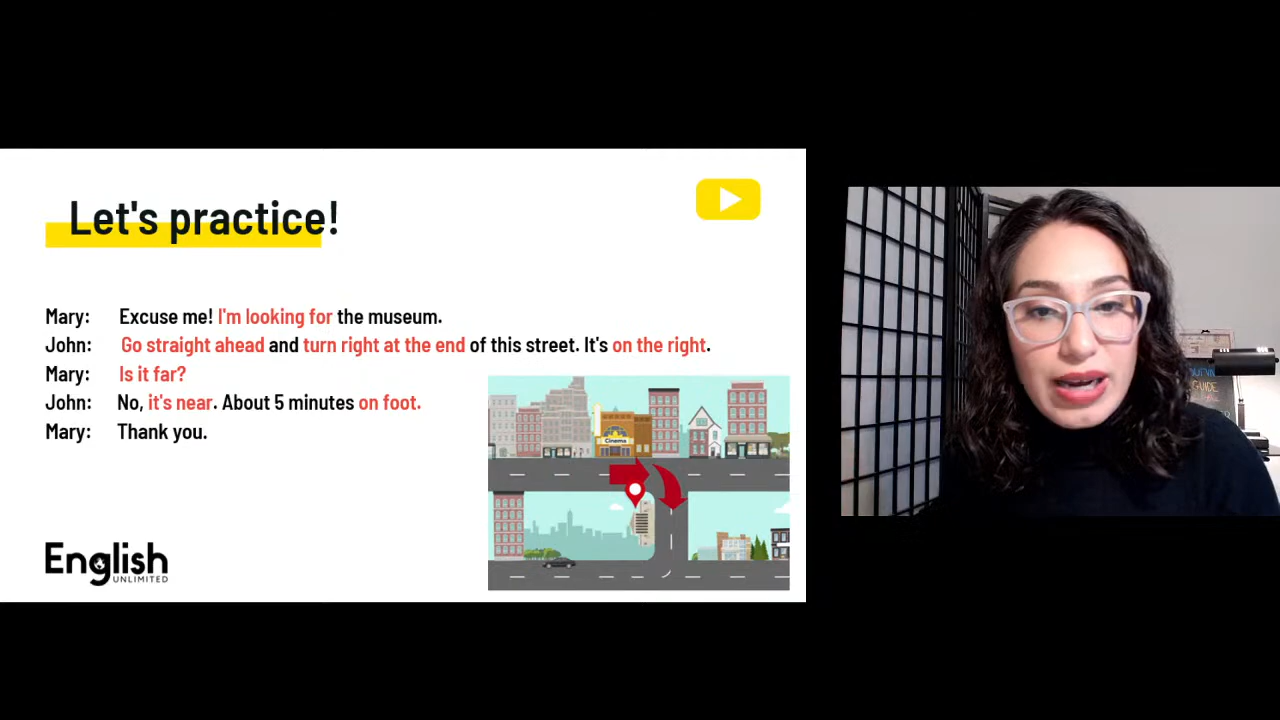 Let's practice!
Mary: Excuse me! I'm looking for the museum.
John: Go straight ahead and turn right at the end of this street. It's on the right.
Mary: Is it far?
John: No, it's near. About 5 minutes on foot.
Mary: Thank you.
Cinema
English
UNLIMITED
GUIDE